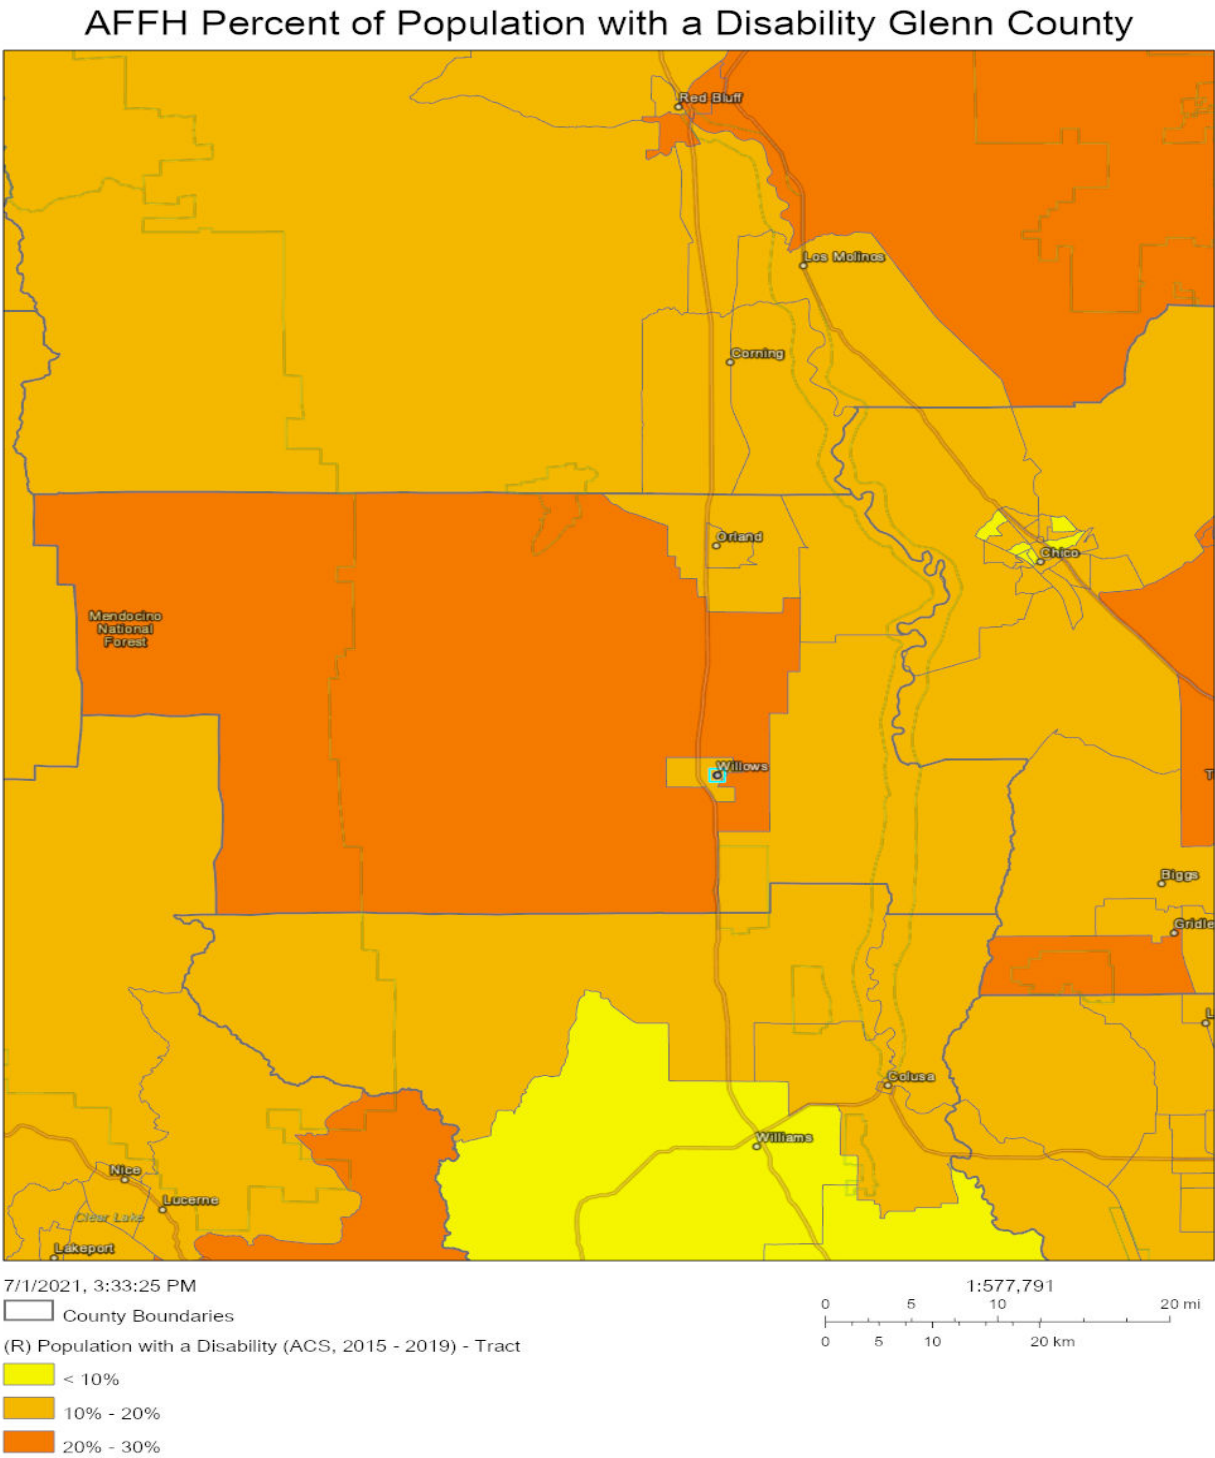 AFFH Percent of Population with a Disability Glenn County
Red Bluff
Los Molinos
Corning
Orland
Chico
Mendocino
National
Forest
Willows
T
Biggs
Gridle
L
Colusa
Williams
Nice
Lucerne
Clear Lake
Lakeport
7/1/2021, 3:33:25 PM
1:577,791
County Boundaries
0 5 10 20 mi
0 5 10 20 km
(R) Population with a Disability (ACS, 2015 - 2019) - Tract
< 10%
10% - 20%
20% - 30%